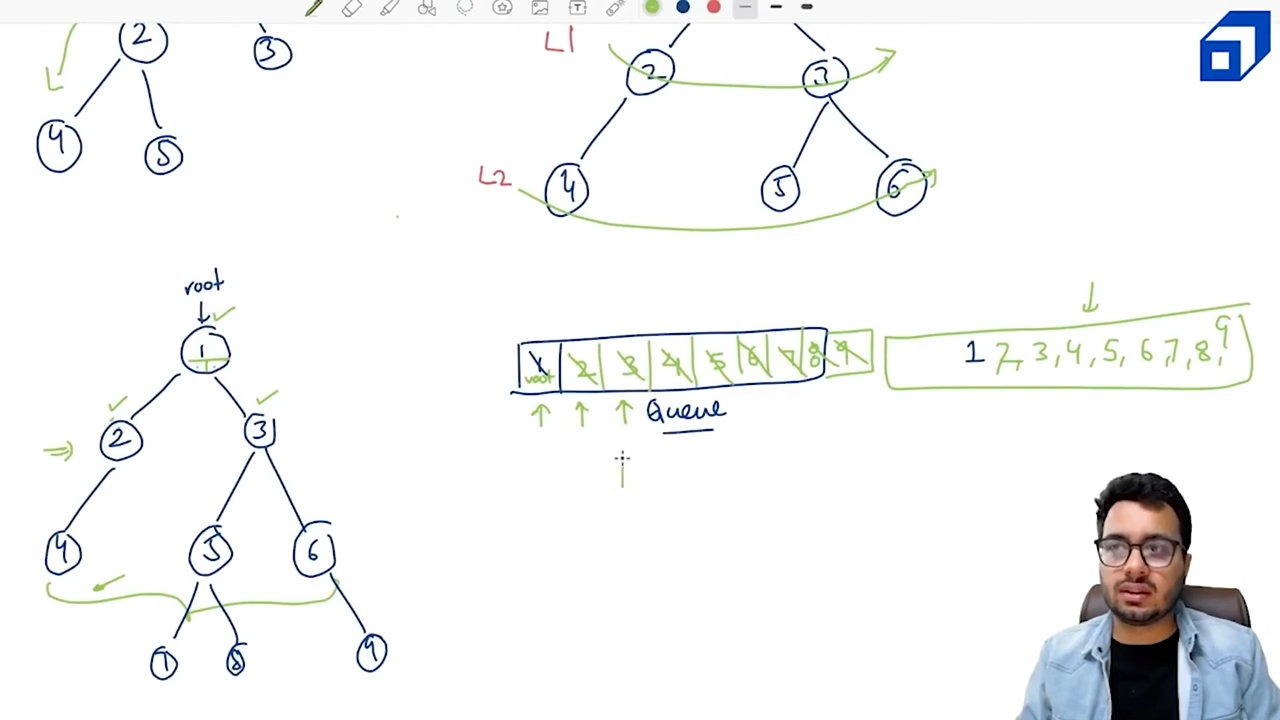 2 3
4 5
L1
2 3
L2
4 5 6
root
1
2 3
4 5 6
7 8 9
1 2 3 4 5 6 7 8 9
root
Queue
1 2, 3, 4, 5, 6, 7, 8, 9